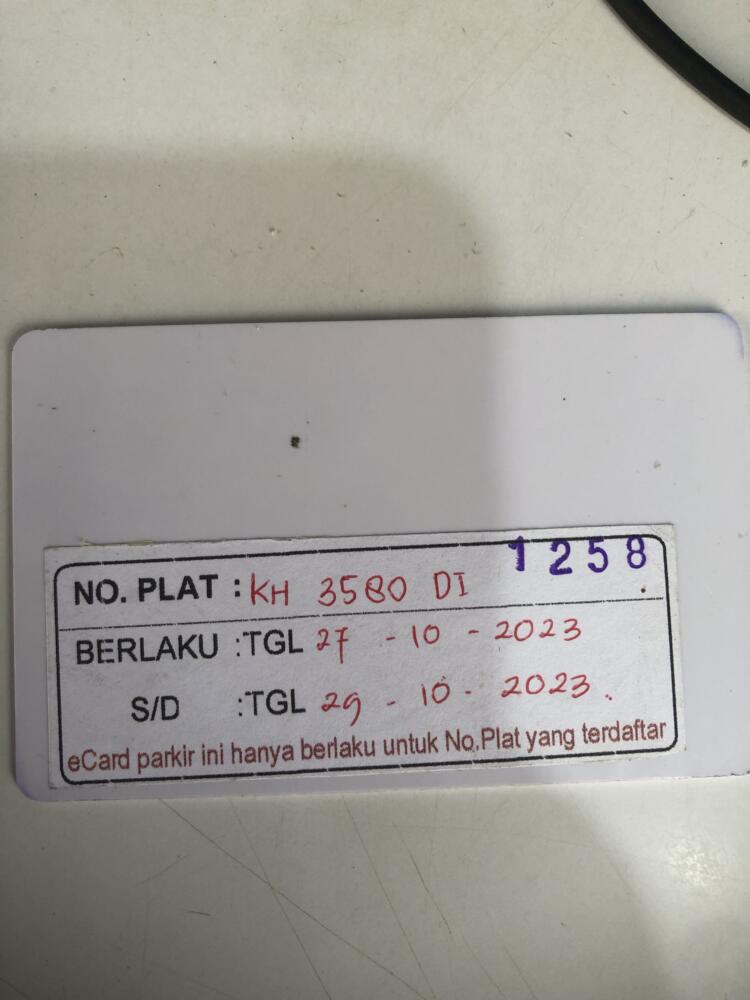 1258
NO. PLAT : KH 3580 DI
BERLAKU :TGL 27 - 10 - 2023
S/D :TGL 29 - 10 - 2023.
eCard parkir ini hanya berlaku untuk No.Plat yang terdaftar